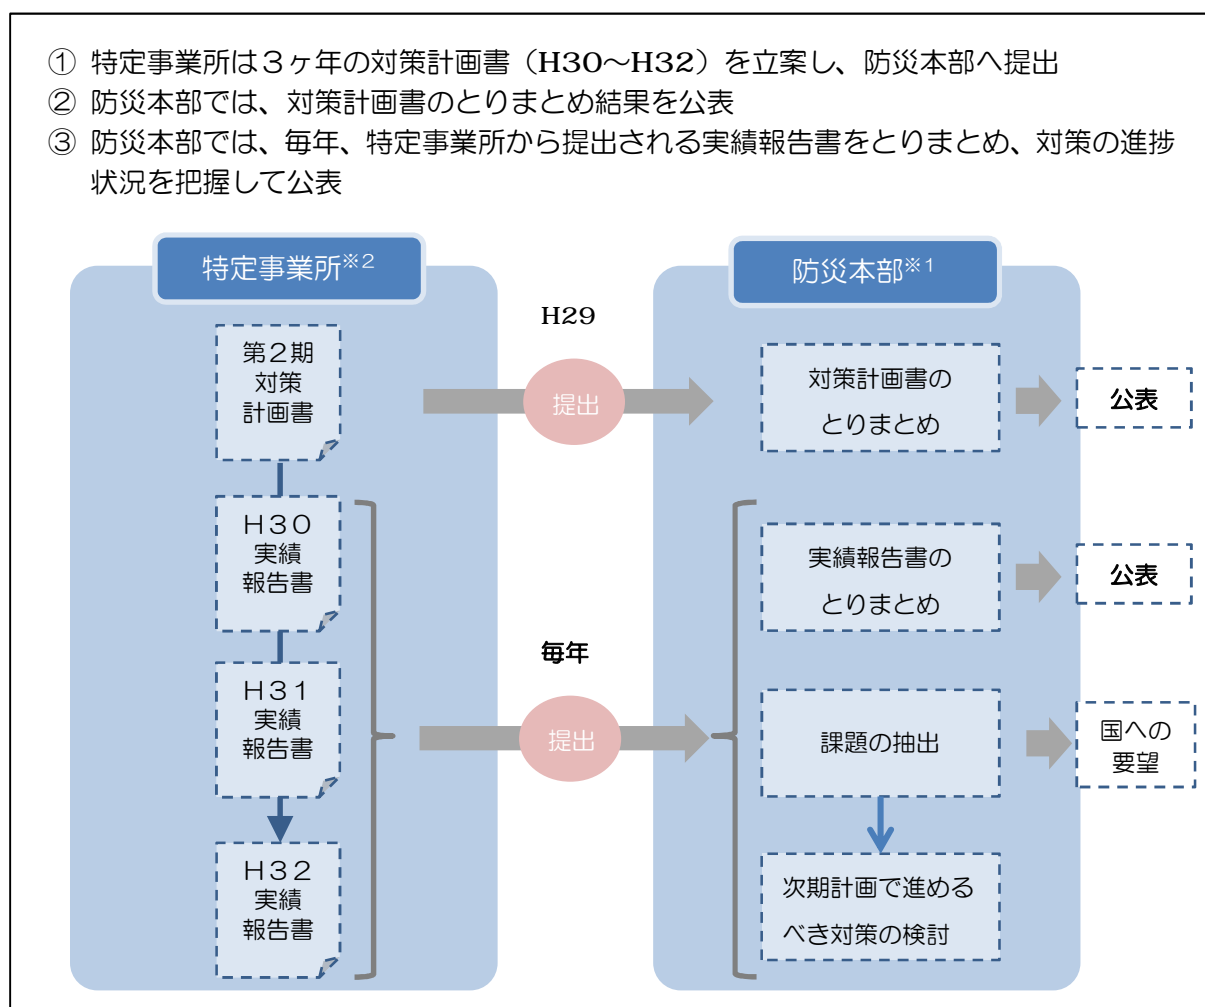 ① 特定事業所は３ヶ年の対策計画書（H30～H32）を立案し、防災本部へ提出
② 防災本部では、対策計画書のとりまとめ結果を公表
③ 防災本部では、毎年、特定事業所から提出される実績報告書をとりまとめ、対策の進捗
状況を把握して公表
特定事業所※2
防災本部※1
H29
第２期
対策
計画書
提出
対策計画書の
とりまとめ
公表
Ｈ３０
実績
報告書
実績報告書の
とりまとめ
公表
毎年
Ｈ３１
実績
報告書
提出
課題の抽出
国への
要望
Ｈ３２
実績
報告書
次期計画で進める
べき対策の検討